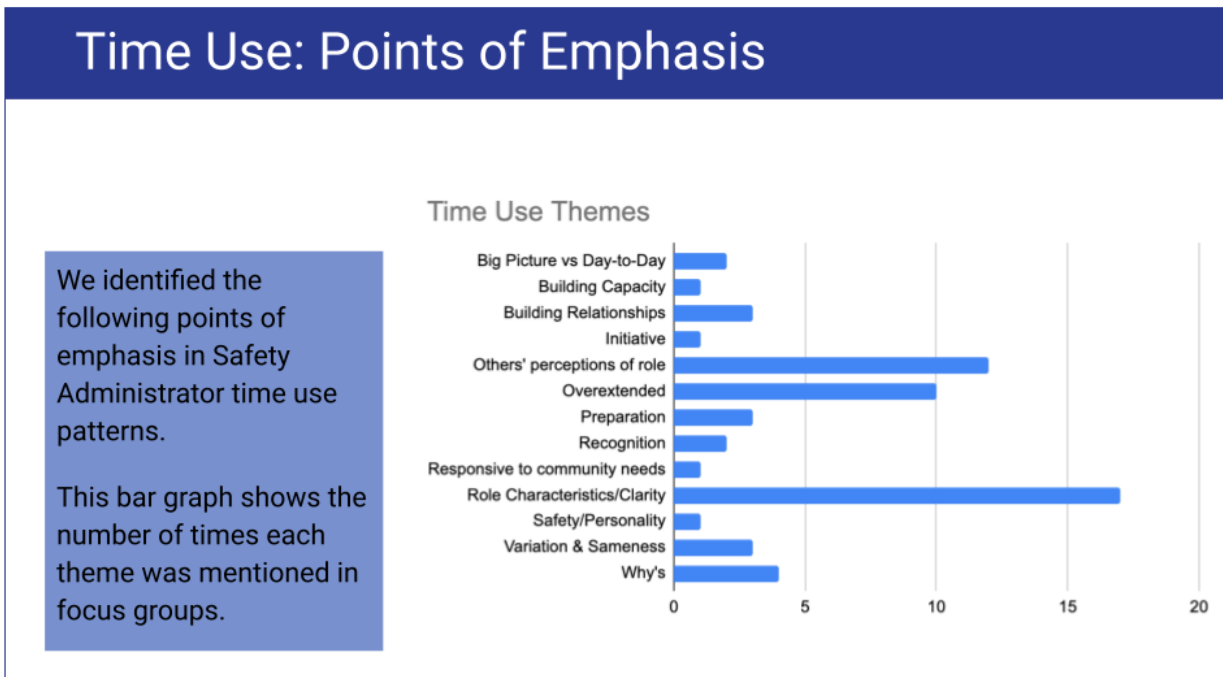 Time Use: Points of Emphasis
We identified the
following points of
emphasis in Safety
Administrator time use
patterns.
This bar graph shows the
number of times each
theme was mentioned in
focus groups.
Time Use Themes
Big Picture vs Day-to-Day
Building Capacity
Building Relationships
Initiative
Others' perceptions of role
Overextended
Preparation
Recognition
Responsive to community needs
Role Characteristics/Clarity
Safety/Personality
Variation & Sameness
Why's
0 5 10 15 20